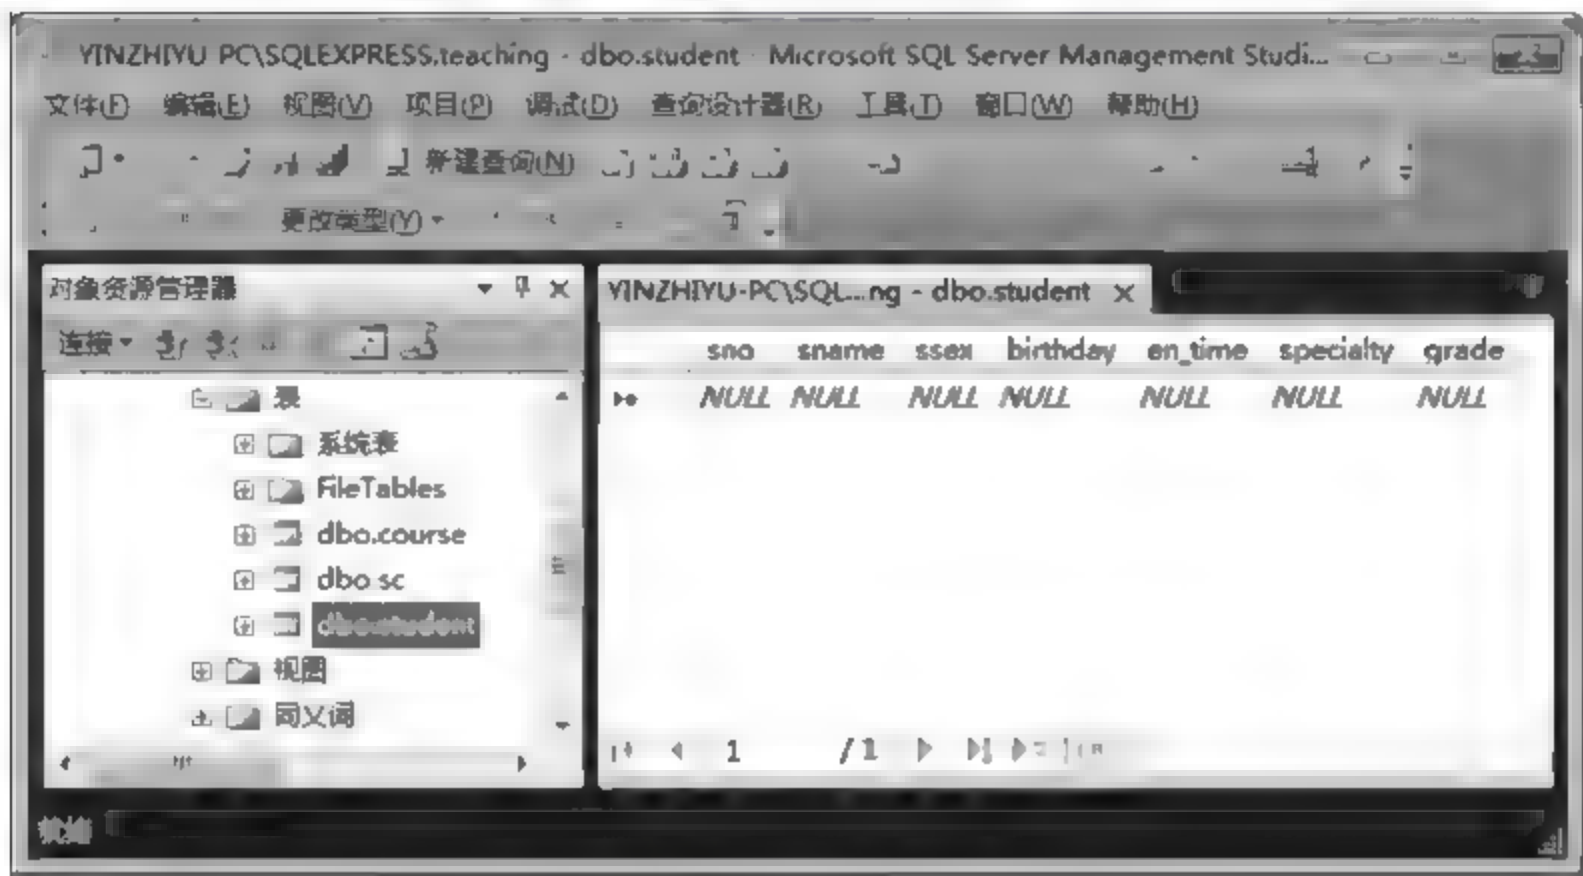 YINZHIYU PC\SQLEXPRESS.teaching - dbo.student - Microsoft SQL Server Management Studi...
文件(F) 编辑(E) 视图(V) 项目(P) 调试(D) 查询设计器(R) 工具(T) 窗口(W) 帮助(H)
新建查询(N)
更改类型(Y)
对象资源管理器
连接
表
系统表
FileTables
dbo.course
dbo sc
dbo.student
视图
同义词
YINZHIYU-PC\SQL...ng - dbo.student
sno sname ssex birthday en_time specialty grade
NULL NULL NULL NULL NULL NULL NULL
1 / 1